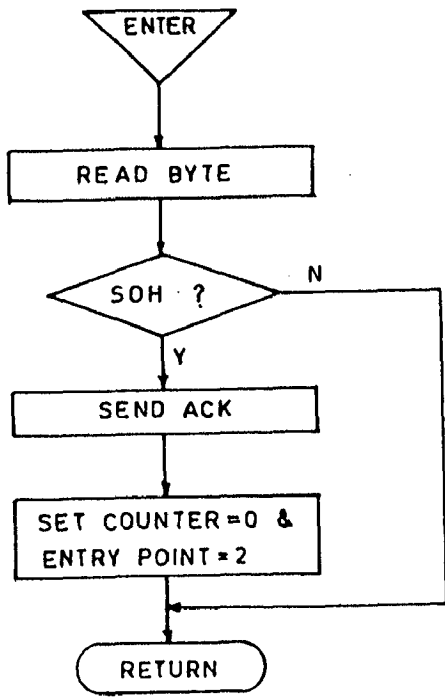 ENTER
READ BYTE
SOH ?
N
Y
SEND ACK
SET COUNTER=0 &
ENTRY POINT=2
RETURN